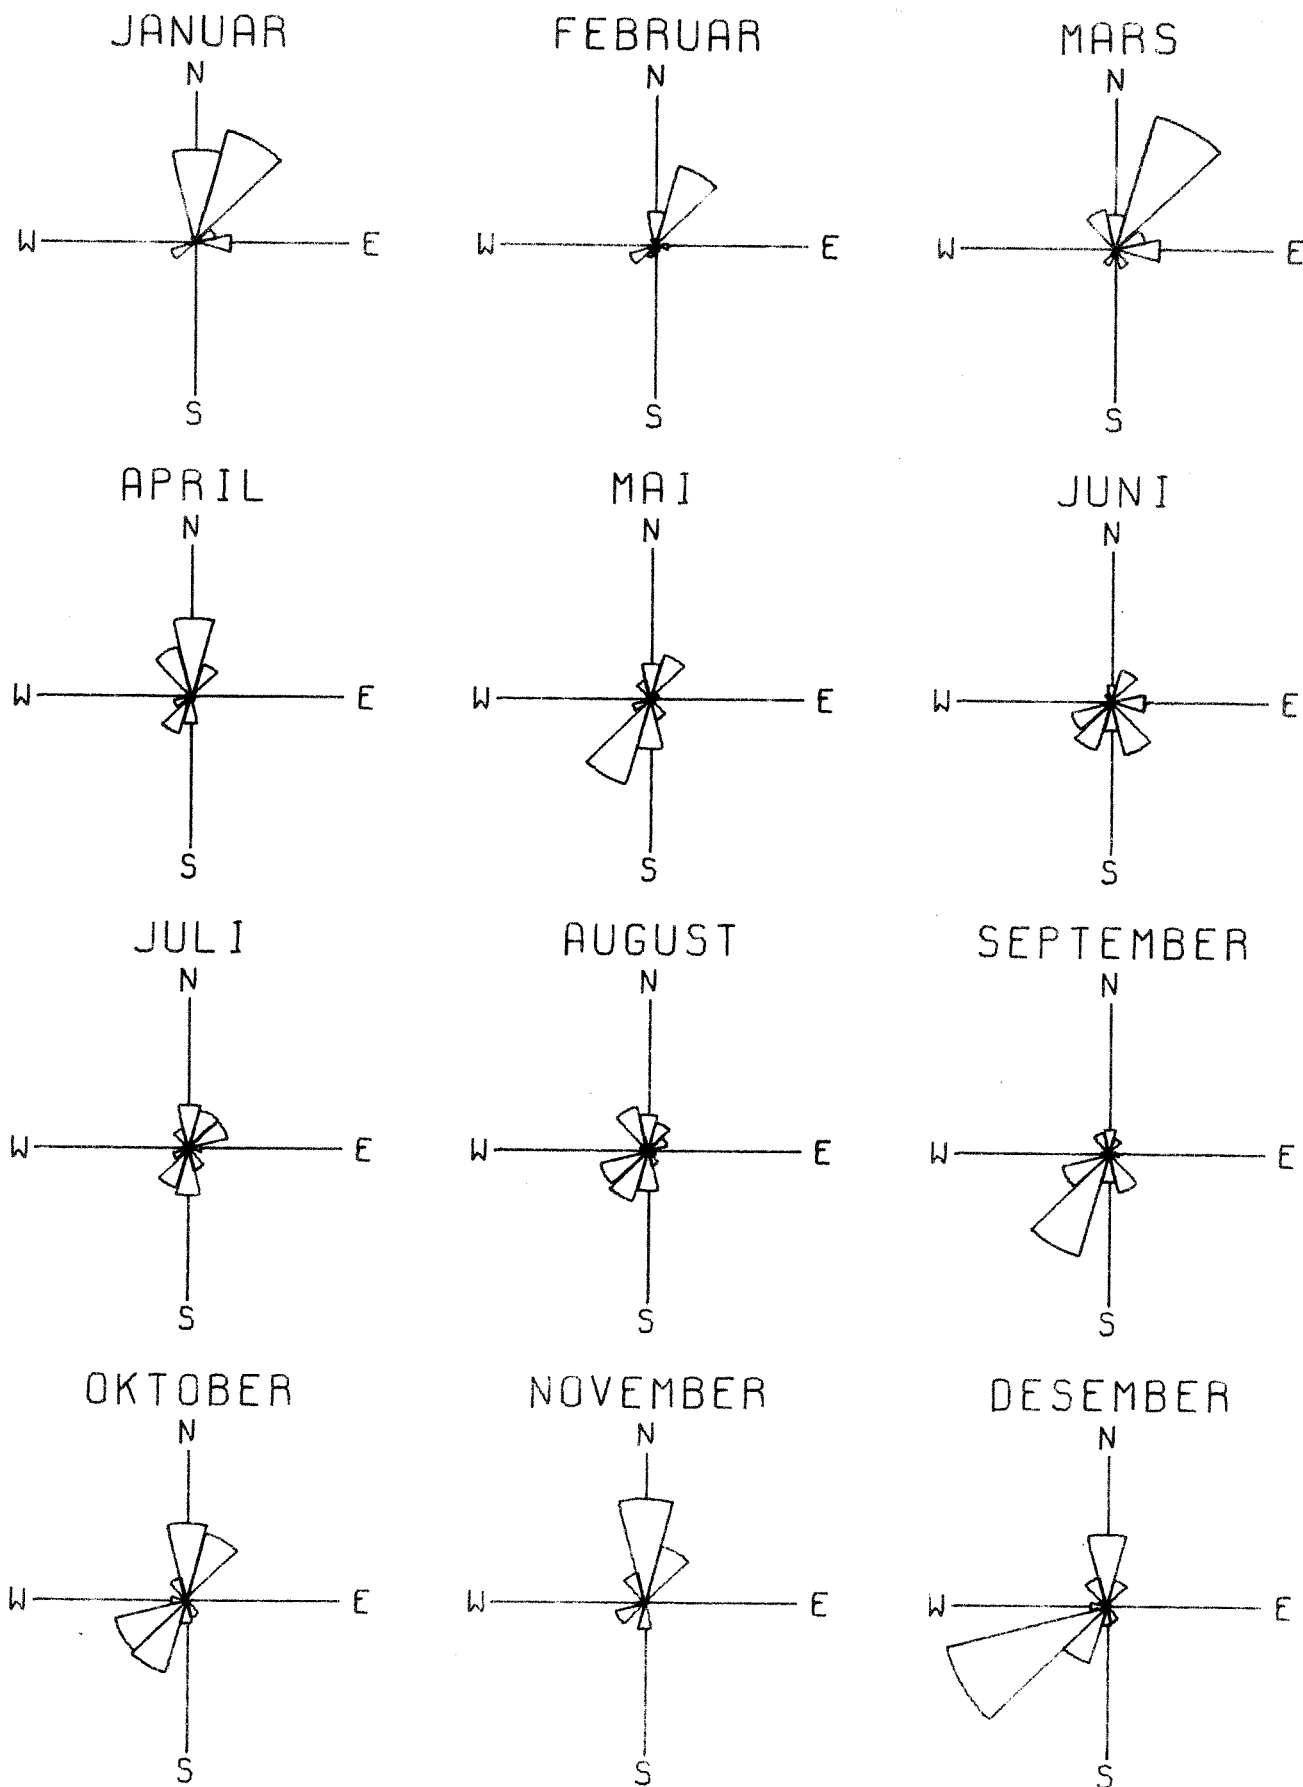 JANUAR FEBRUAR MARS
N N N
W E W E W E
S S S
APRIL MAI JUNI
N N N
W E W E W E
S S S
JULI AUGUST SEPTEMBER
N N N
W E W E W E
S S S
OKTOBER NOVEMBER DESEMBER
N N N
W E W E W E
S S S